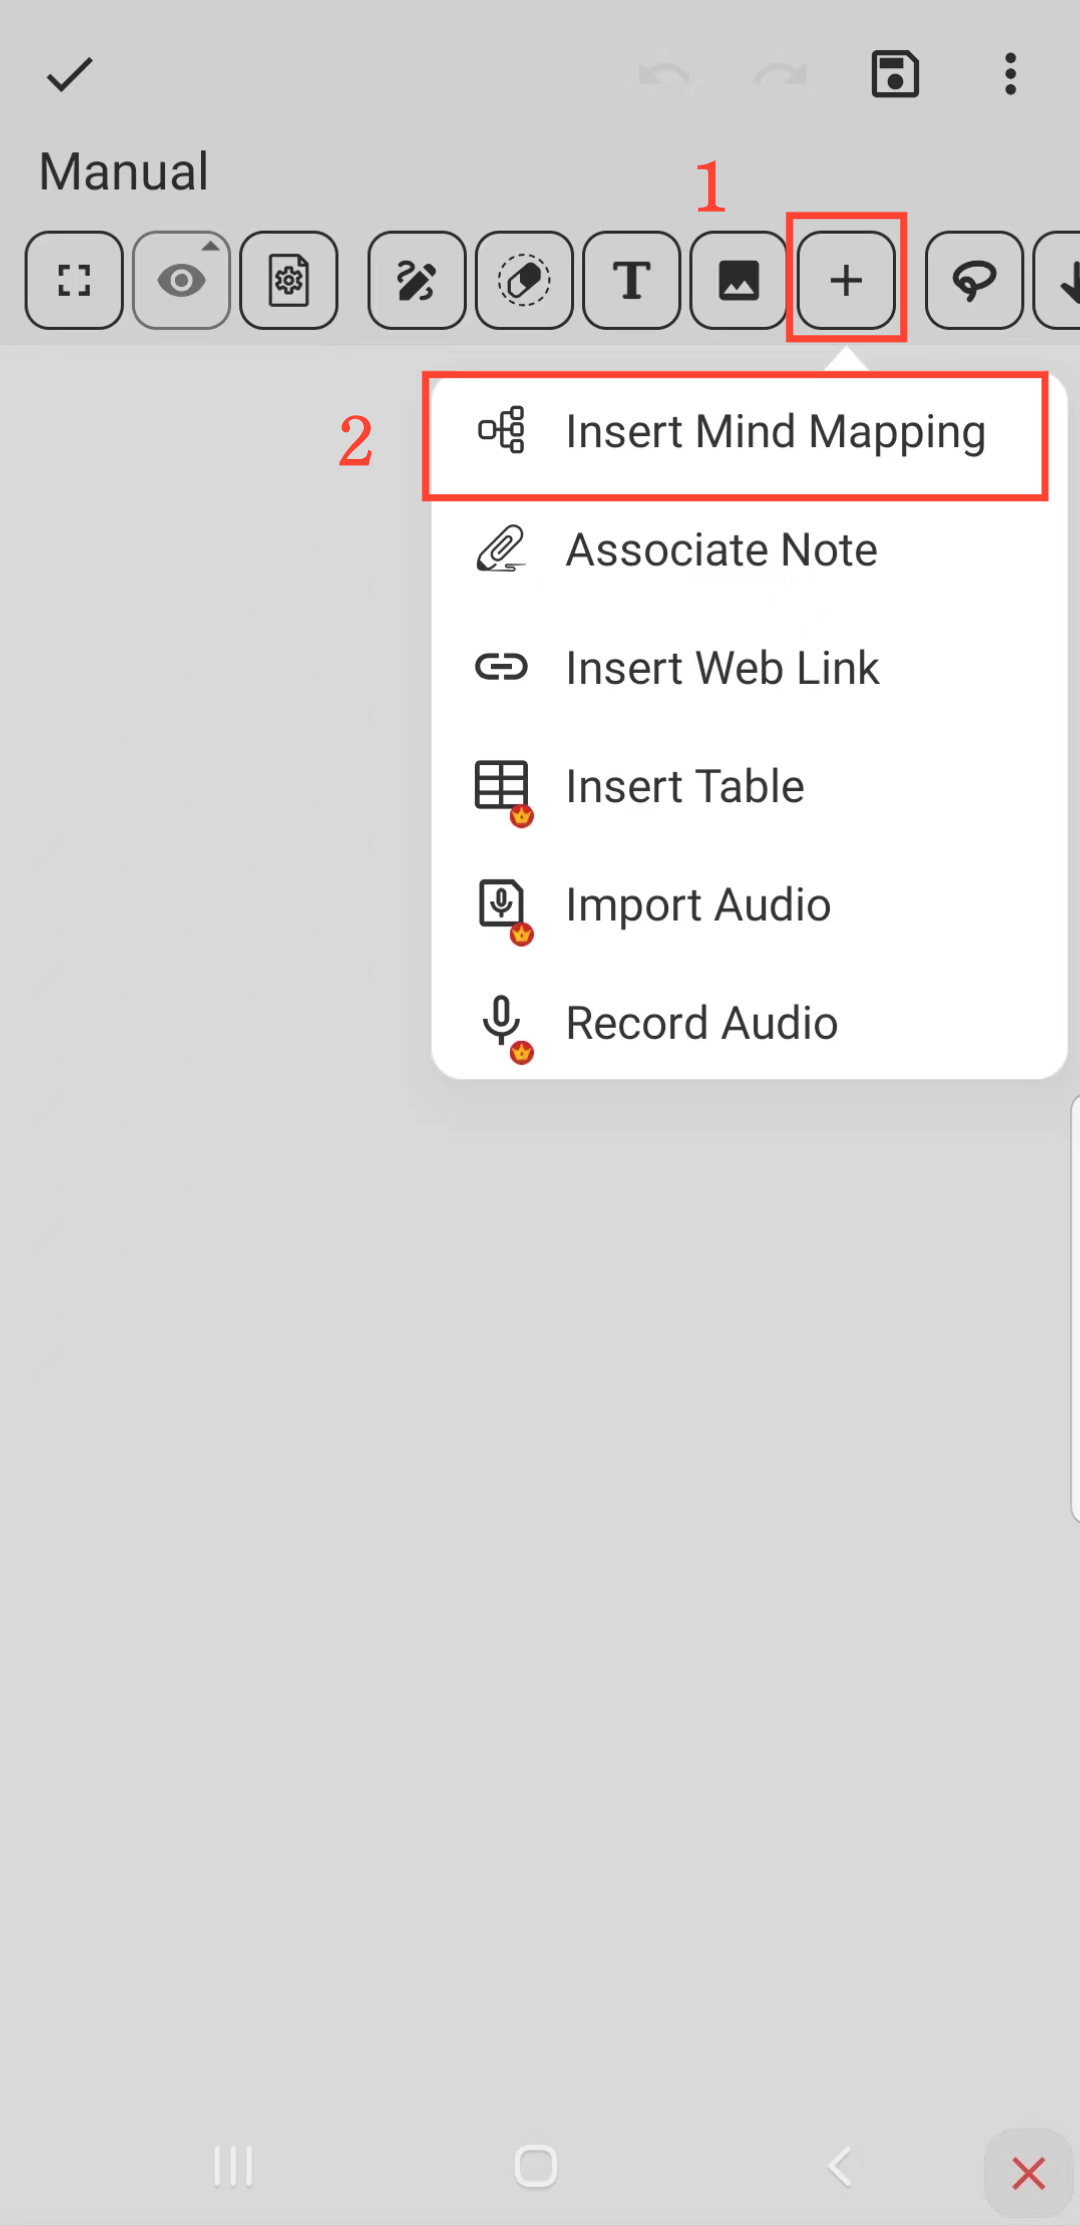 Manual
1
T
2
Insert Mind Mapping
Associate Note
Insert Web Link
Insert Table
Import Audio
Record Audio